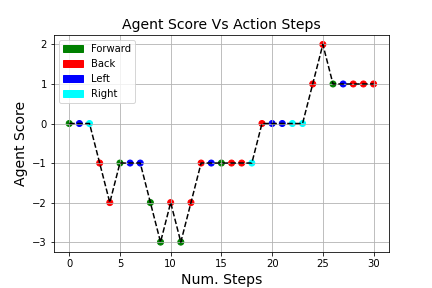 Agent Score Vs Action Steps
Forward
Back
Left
Right
2
1
0
−1
−2
−3
Agent Score
0 5 10 15 20 25 30
Num. Steps